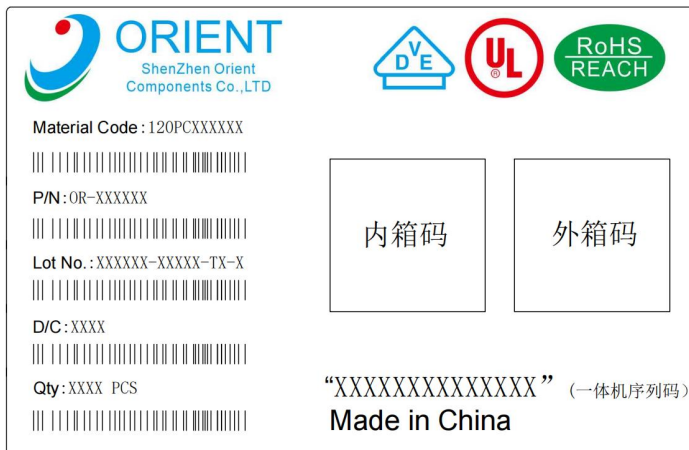 ORIENT
ShenZhen Orient
Components Co.,LTD
VDE
UL
®
RoHS
REACH
Material Code:120PCXXXXXX
P/N:OR-XXXXXX
Lot No.:XXXXXX-XXXXX-TX-X
D/C:XXXX
Qty:XXXX PCS
内箱码
外箱码
“XXXXXXXXXXXXXX” (一体机序列码)
Made in China